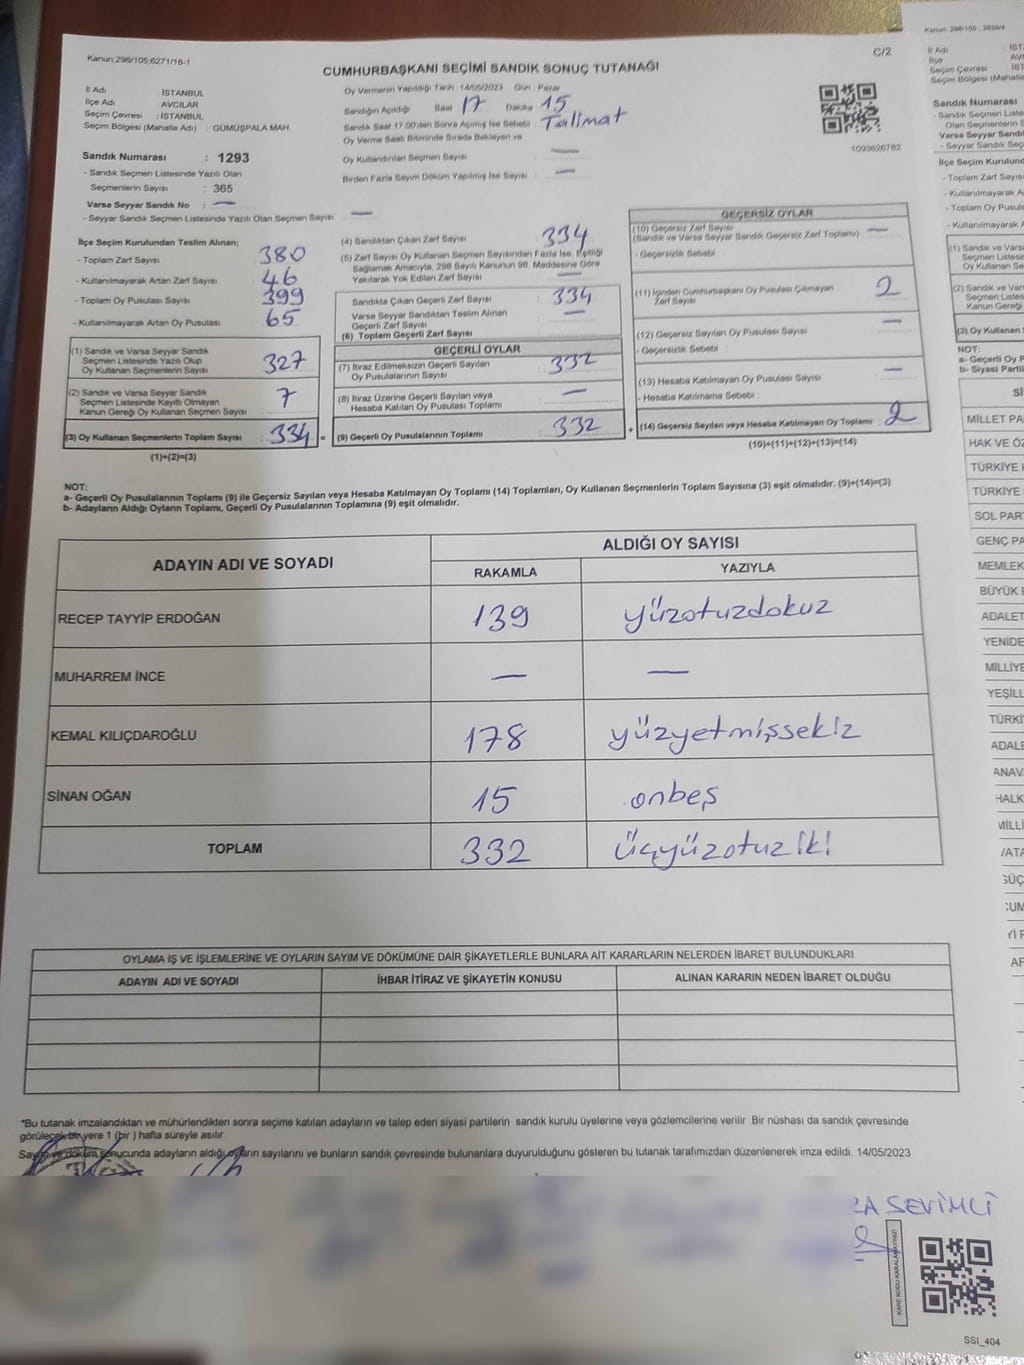 Kanun:298/105,6271/18-1
C/2
CUMHURBAŞKANI SEÇİMİ SANDIK SONUÇ TUTANAĞI
İl Adı : İSTANBUL
İlçe Adı : AVCILAR
Seçim Çevresi : İSTANBUL
Seçim Bölgesi (Mahalle Adı) : GÜMÜŞPALA MAH.
Oy Vermenin Yapıldığı Tarih : 14/05/2023 Gün : Pazar
Sandığın Açıldığı Saat 17 Dakika : 15
Sandık Saat 17:00'den Sonra Açılmış İse Sebebi : Talimat
Oy Verme Saati Bitiminde Sırada Bekleyen ve
Oy Kullandırılan Seçmen Sayısı : —
Birden Fazla Sayım Döküm Yapılmış İse Sayısı : —
1093626762
Sandık Numarası : 1293
- Sandık Seçmen Listesinde Yazılı Olan
Seçmenlerin Sayısı : 365
Varsa Seyyar Sandık No : —
- Seyyar Sandık Seçmen Listesinde Yazılı Olan Seçmen Sayısı : —
İlçe Seçim Kurulundan Teslim Alınan;
- Toplam Zarf Sayısı : 380
- Kullanılmayarak Artan Zarf Sayısı : 46
- Toplam Oy Pusulası Sayısı : 399
- Kullanılmayarak Artan Oy Pusulası : 65
(1) Sandık ve Varsa Seyyar Sandık
Seçmen Listesinde Yazılı Olup
Oy Kullanan Seçmenlerin Sayısı : 327
(2) Sandık ve Varsa Seyyar Sandık
Seçmen Listesinde Kayıtlı Olmayan
Kanun Gereği Oy Kullanan Seçmen Sayısı : 7
(3) Oy Kullanan Seçmenlerin Toplam Sayısı : 334 =
(1)+(2)=(3)
(4) Sandıktan Çıkan Zarf Sayısı : 334
(5) Zarf Sayısı Oy Kullanan Seçmen Sayısından Fazla İse, Eşitliği
Sağlamak Amacıyla, 298 Sayılı Kanunun 98. Maddesine Göre
Yakılarak Yok Edilen Zarf Sayısı : —
Sandıkta Çıkan Geçerli Zarf Sayısı : 334
Varsa Seyyar Sandıktan Teslim Alınan
Geçerli Zarf Sayısı : —
(6) Toplam Geçerli Zarf Sayısı
GEÇERLİ OYLAR
(7) İtiraz Edilmeksizin Geçerli Sayılan
Oy Pusulalarının Sayısı : 332
(8) İtiraz Üzerine Geçerli Sayılan veya
Hesaba Katılan Oy Pusulası Toplamı : —
(9) Geçerli Oy Pusulalarının Toplamı : 332 +
GEÇERSİZ OYLAR
(10) Geçersiz Zarf Sayısı
(Sandık ve Varsa Seyyar Sandık Geçersiz Zarf Toplamı) : —
- Geçersizlik Sebebi :
(11) İçinden Cumhurbaşkanı Oy Pusulası Çıkmayan
Zarf Sayısı : 2
(12) Geçersiz Sayılan Oy Pusulası Sayısı : —
- Geçersizlik Sebebi :
(13) Hesaba Katılmayan Oy Pusulası Sayısı : —
- Hesaba Katılmama Sebebi :
(14) Geçersiz Sayılan veya Hesaba Katılmayan Oy Toplamı : 2
(10)+(11)+(12)+(13)=(14)
NOT:
a- Geçerli Oy Pusulalarının Toplamı (9) ile Geçersiz Sayılan veya Hesaba Katılmayan Oy Toplamı (14) Toplamları, Oy Kullanan Seçmenlerin Toplam Sayısına (3) eşit olmalıdır. (9)+(14)=(3)
b- Adayların Aldığı Oyların Toplamı, Geçerli Oy Pusulalarının Toplamına (9) eşit olmalıdır.
ADAYIN ADI VE SOYADI
ALDIĞI OY SAYISI
RAKAMLA YAZIYLA
RECEP TAYYİP ERDOĞAN 139 yüzotuzdokuz
MUHARREM İNCE — —
KEMAL KILIÇDAROĞLU 178 yüzyetmişsekiz
SİNAN OĞAN 15 onbeş
TOPLAM 332 üçyüzotuziki
OYLAMA İŞ VE İŞLEMLERİNE VE OYLARIN SAYIM VE DÖKÜMÜNE DAİR ŞİKAYETLERLE BUNLARA AİT KARARLARIN NELERDEN İBARET BULUNDUKLARI
ADAYIN ADI VE SOYADI İHBAR İTİRAZ VE ŞİKAYETİN KONUSU ALINAN KARARIN NEDEN İBARET OLDUĞU
*Bu tutanak imzalandıktan ve mühürlendikten sonra seçime katılan adayların ve talep eden siyasi partilerin sandık kurulu üyelerine veya gözlemcilerine verilir. Bir nüshası da sandık çevresinde
görülecek bir yere 1 (bir ) hafta süreyle asılır.
Sayım ve döküm sonucunda adayların aldığı oyların sayılarını ve bunların sandık çevresinde bulunanlara duyurulduğunu gösteren bu tutanak tarafımızdan düzenlenerek imza edildi. 14/05/2023
SEVİMLİ
KARE KODU KARALAMAYINIZ!
SSI_404
Kanun: 298/105 , 2839/4
İl Adı
İlçe
Seçim Çevresi
Seçim Bölgesi (Mahalle
Sandık Numarası
- Sandık Seçmen Liste
Olan Seçmenlerin S
Varsa Seyyar Sandık
- Seyyar Sandık Seç
İlçe Seçim Kurulund
- Toplam Zarf Sayıs
- Kullanılmayarak Ar
- Toplam Oy Pusula
- Kullanılmayarak A
(1) Sandık ve Varsa
Seçmen Listesin
Oy Kullanan Se
(2) Sandık ve Varsa
Seçmen Listesin
Kanun Gereği O
(3) Oy Kullanan
NOT:
a- Geçerli Oy P
b- Siyasi Partil
Sİ
MİLLET PA
HAK VE Ö
TÜRKİYE
TÜRKİYE
SOL PAR
GENÇ PA
MEMLEK
BÜYÜK
ADALET
YENİDE
MİLLİYE
YEŞİLL
TÜRKİ
ADALE
ANAV
HALK
MİLLİ
VATA